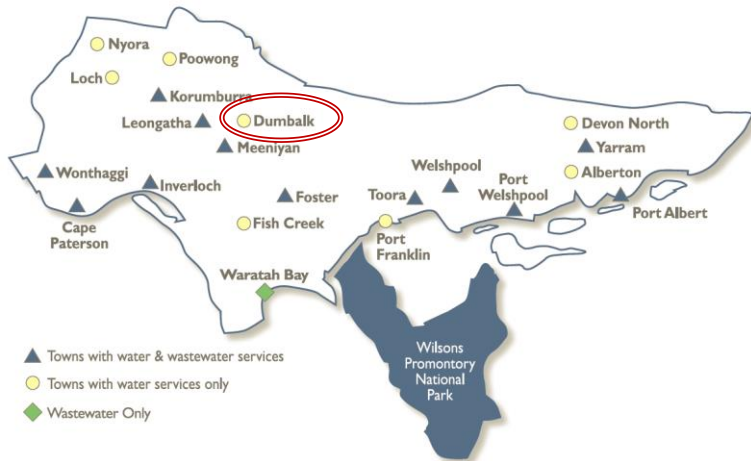 Nyora
Poowong
Loch
Korumburra
Leongatha
Dumbalk
Devon North
Meeniyan
Yarram
Wonthaggi
Welshpool
Alberton
Inverloch
Foster
Toora
Port
Welshpool
Port Albert
Cape
Paterson
Fish Creek
Port
Franklin
Waratah Bay
Wilsons
Promontory
National
Park
Towns with water & wastewater services
Towns with water services only
Wastewater Only